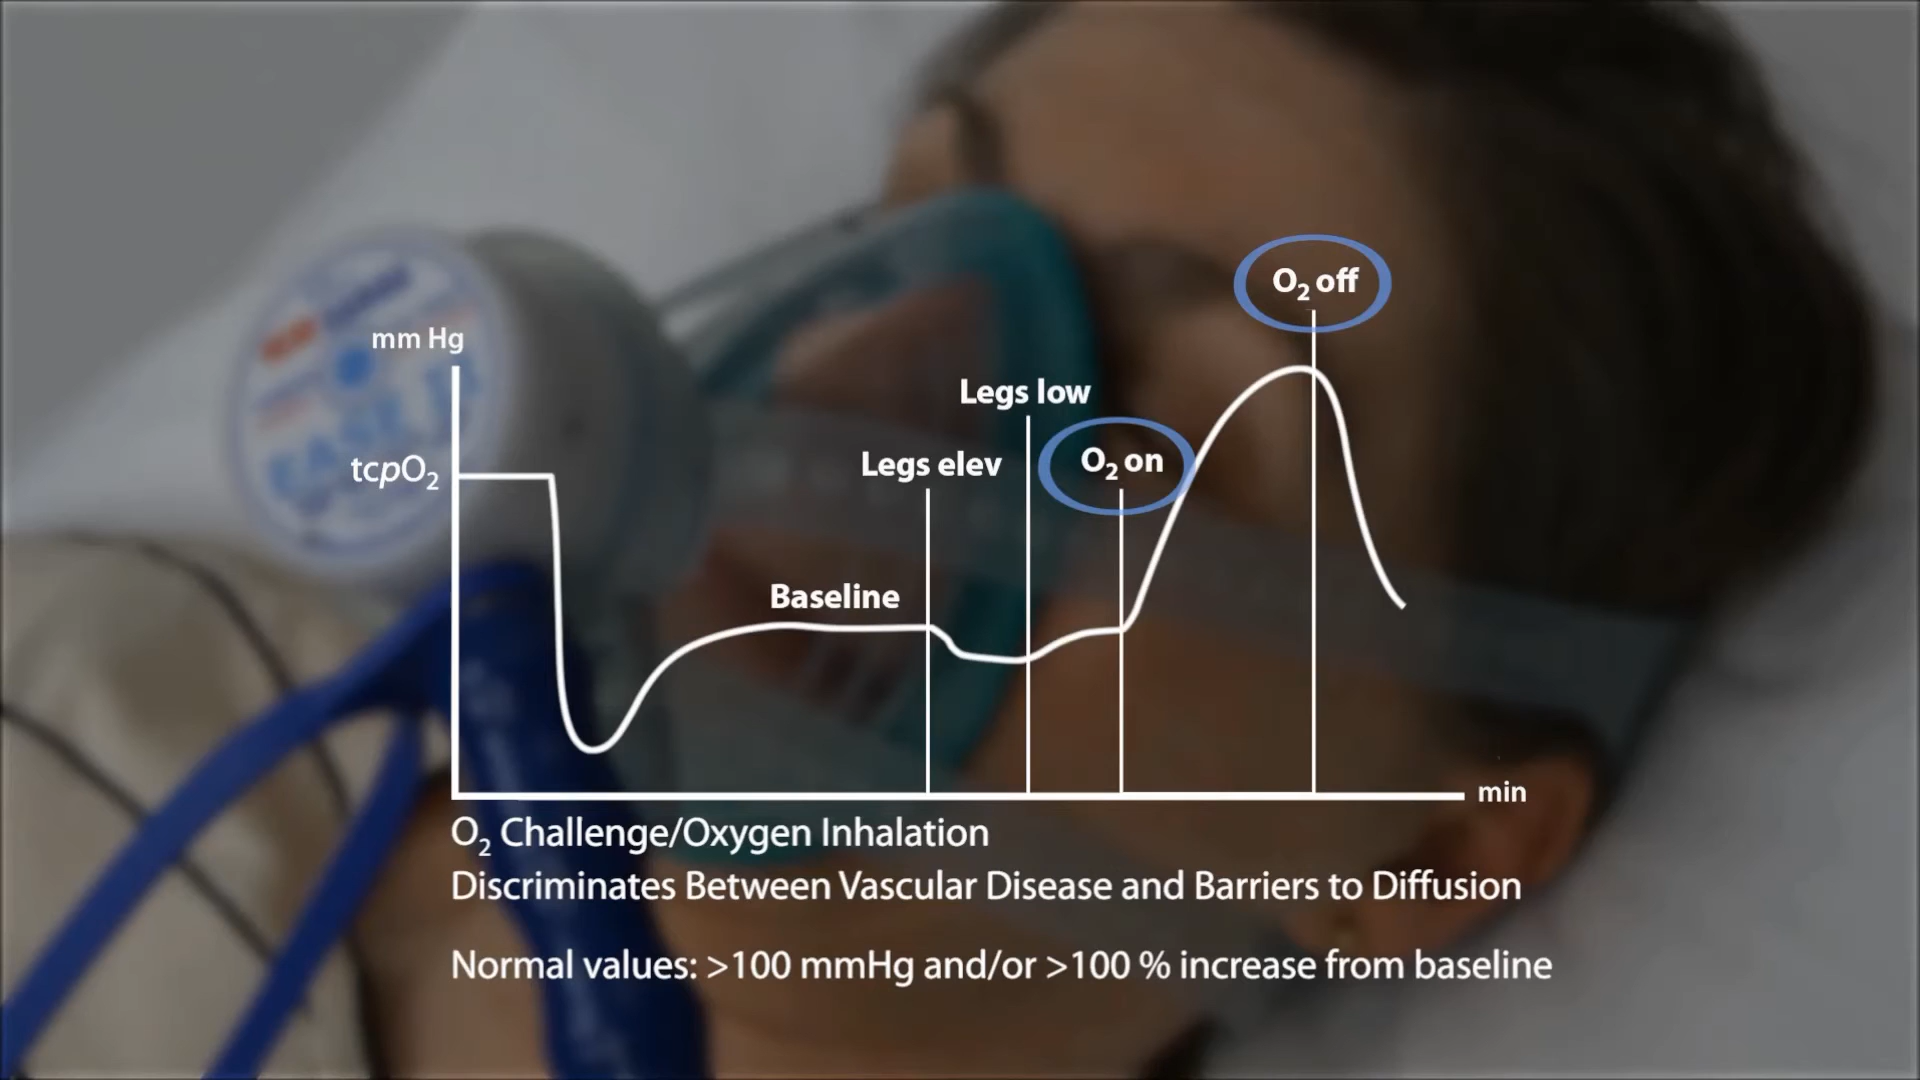 O₂ off
mm Hg
Legs low
Legs elev
O₂ on
tcpO₂
Baseline
min
O₂ Challenge/Oxygen Inhalation
Discriminates Between Vascular Disease and Barriers to Diffusion
Normal values: >100 mmHg and/or >100 % increase from baseline